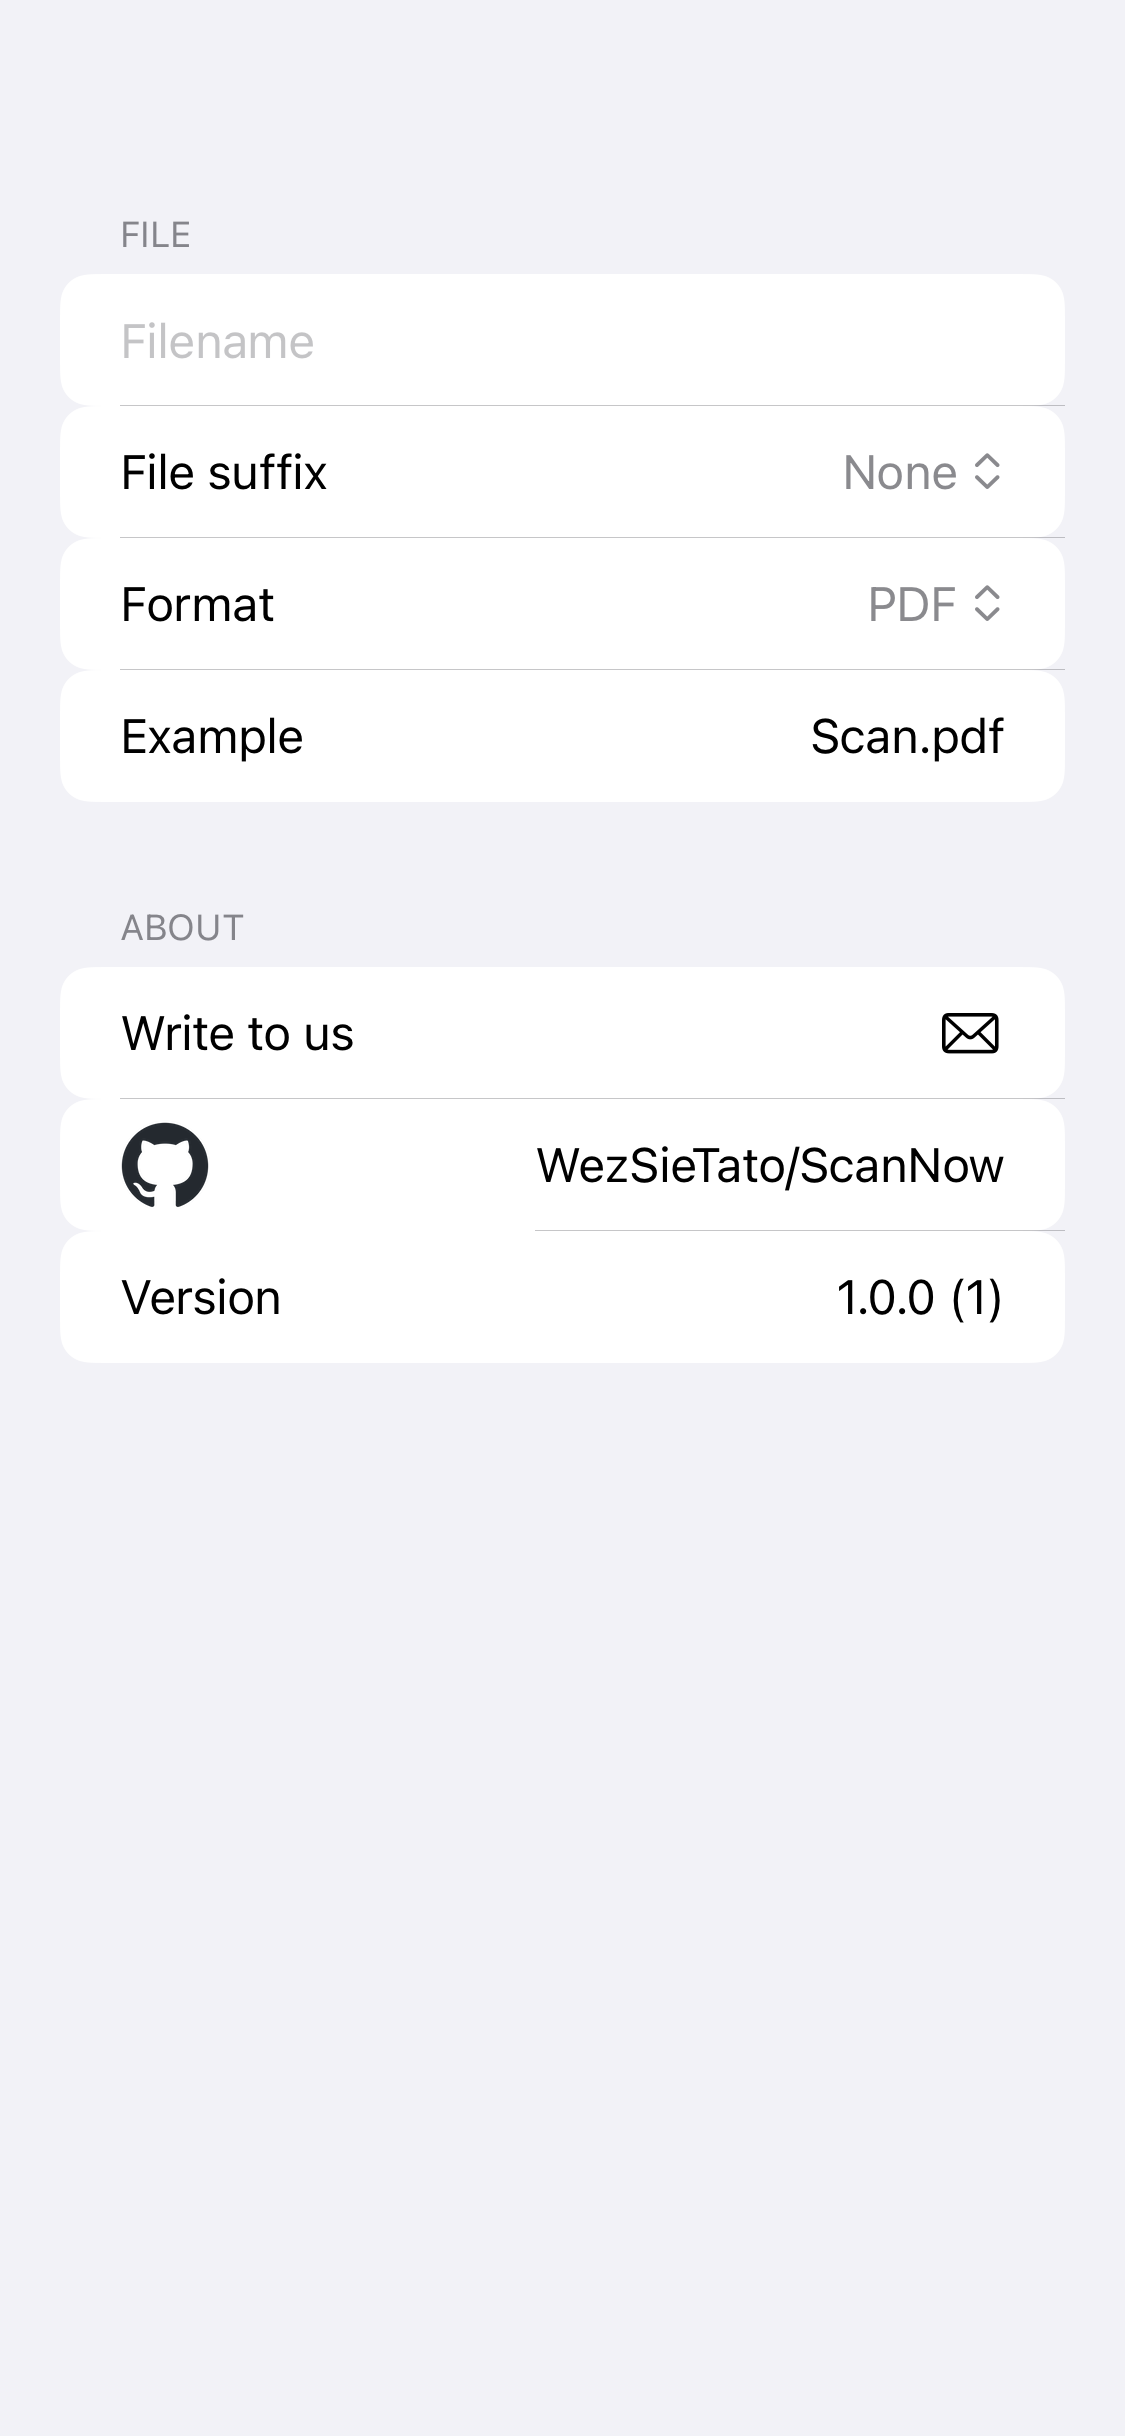 FILE
Filename
File suffix None
Format PDF
Example Scan.pdf
ABOUT
Write to us
WezSieTato/ScanNow
Version 1.0.0 (1)